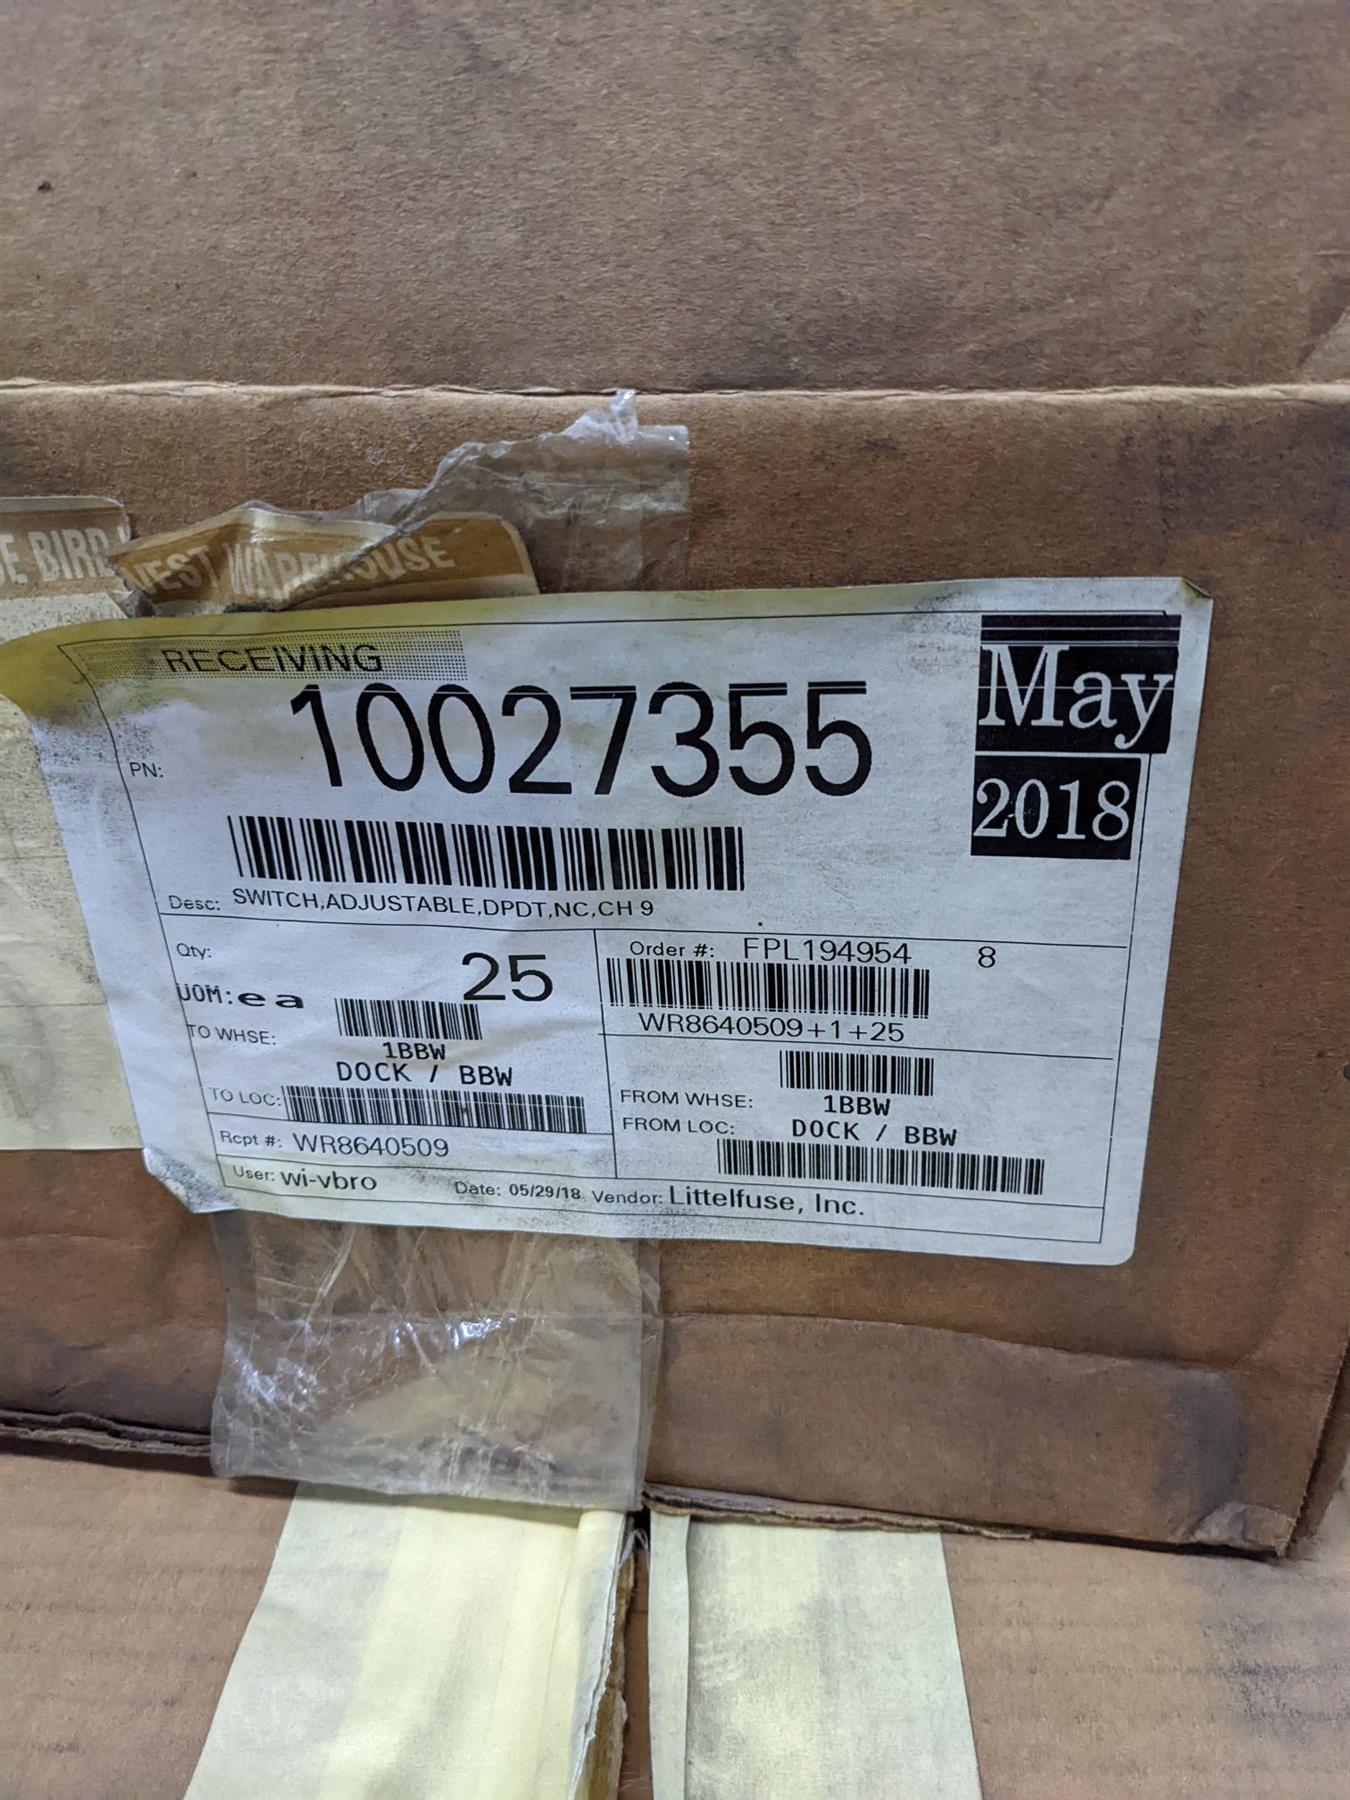 E BIRD
WEST WAREHOUSE
RECEIVING
PN: 10027355
May
2018
Desc: SWITCH,ADJUSTABLE,DPDT,NC,CH 9
Qty: 25
UOM: ea
TO WHSE: 1BBW
DOCK / BBW
TO LOC:
Rcpt #: WR8640509
Order #: FPL194954 8
WR8640509+1+25
FROM WHSE: 1BBW
FROM LOC: DOCK / BBW
User: wi-vbro Date: 05/29/18 Vendor: Littelfuse, Inc.